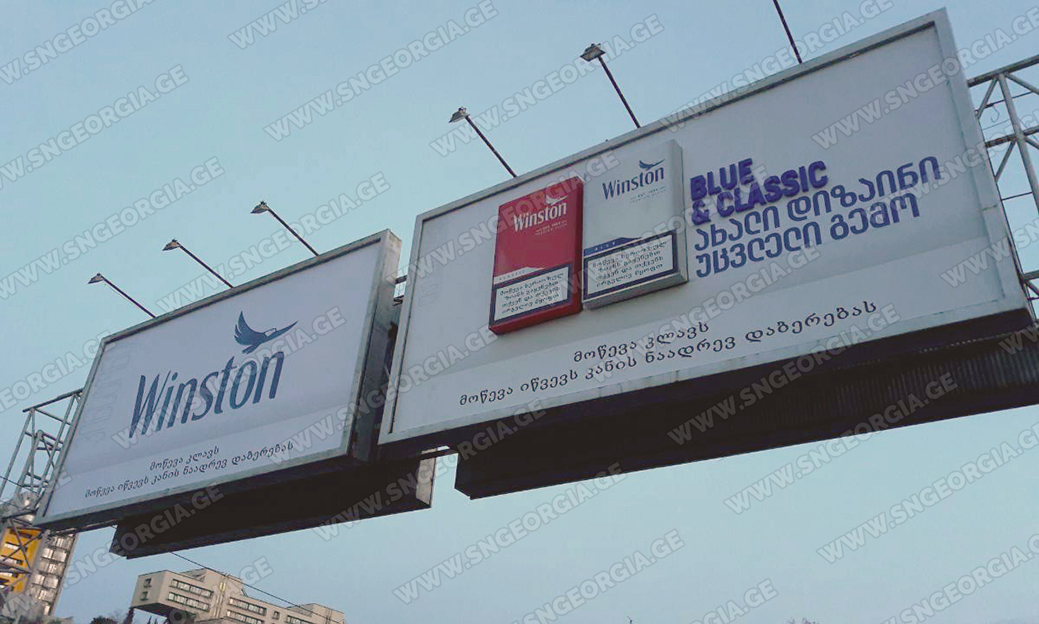 Winston
მოწევა კლავს
მოწევა იწვევს კანის ნაადრევ დაბერებას
Winston
Winston
BLUE
& CLASSIC
ახალი დიზაინი
უცვლელი გემო
მოწევა კლავს
მოწევა იწვევს კანის ნაადრევ დაბერებას
WWW.SNGEORGIA.GE